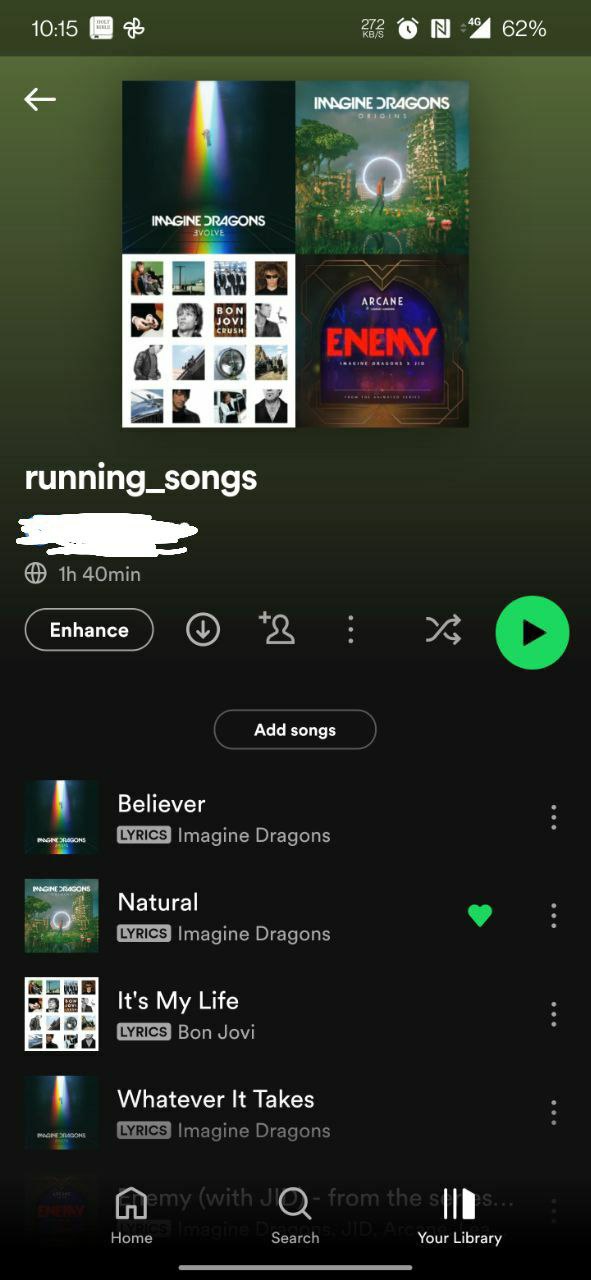 10:15 HOLY BIBLE 272 KB/S 4G 62%
IMAGINE DRAGONS
EVOLVE
IMAGINE DRAGONS
ORIGINS
BON
JOVI
CRUSH
ARCANE
ENEMY
IMAGINE DRAGONS X JID
FROM THE ANIMATED SERIES
running_songs
1h 40min
Enhance
Add songs
Believer
LYRICS Imagine Dragons
Natural
LYRICS Imagine Dragons
It's My Life
LYRICS Bon Jovi
Whatever It Takes
LYRICS Imagine Dragons
Enemy (with JID) - from the series...
LYRICS Imagine Dragons, JID, Arcane, Lea...
Home Search Your Library